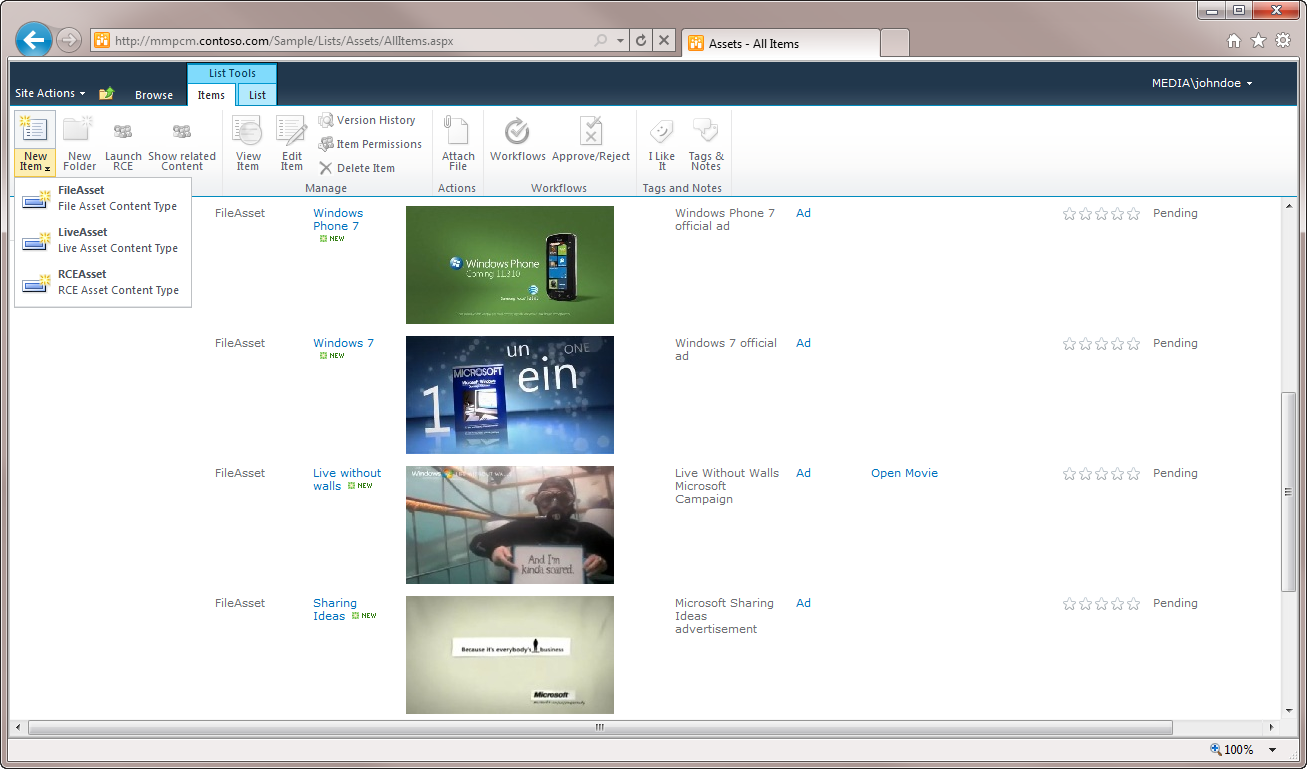 http://mmpcm.contoso.com/Sample/Lists/Assets/AllItems.aspx
Assets - All Items
List Tools
MEDIA\johndoe
Site Actions
Browse
Items
List
New
Item
New
Folder
Launch
RCE
Show related
Content
View
Item
Edit
Item
Version History
Item Permissions
Delete Item
Manage
Attach
File
Actions
Workflows
Approve/Reject
Workflows
I Like
It
Tags &
Notes
Tags and Notes
FileAsset
File Asset Content Type
LiveAsset
Live Asset Content Type
RCEAsset
RCE Asset Content Type
FileAsset
Windows
Phone 7
NEW
Windows Phone
Coming 11.8.10
Windows Phone 7
official ad
Ad
Pending
FileAsset
Windows 7
NEW
un
ONE
ein
1
MICROSOFT
Microsoft Windows
Windows 7 official
ad
Ad
Pending
FileAsset
Live without
walls NEW
Windows
And I'm
kinda scared.
Live Without Walls
Microsoft
Campaign
Ad
Open Movie
Pending
FileAsset
Sharing
Ideas NEW
Because it's everybody's business
Microsoft
Microsoft Sharing
Ideas
advertisement
Ad
Pending
100%